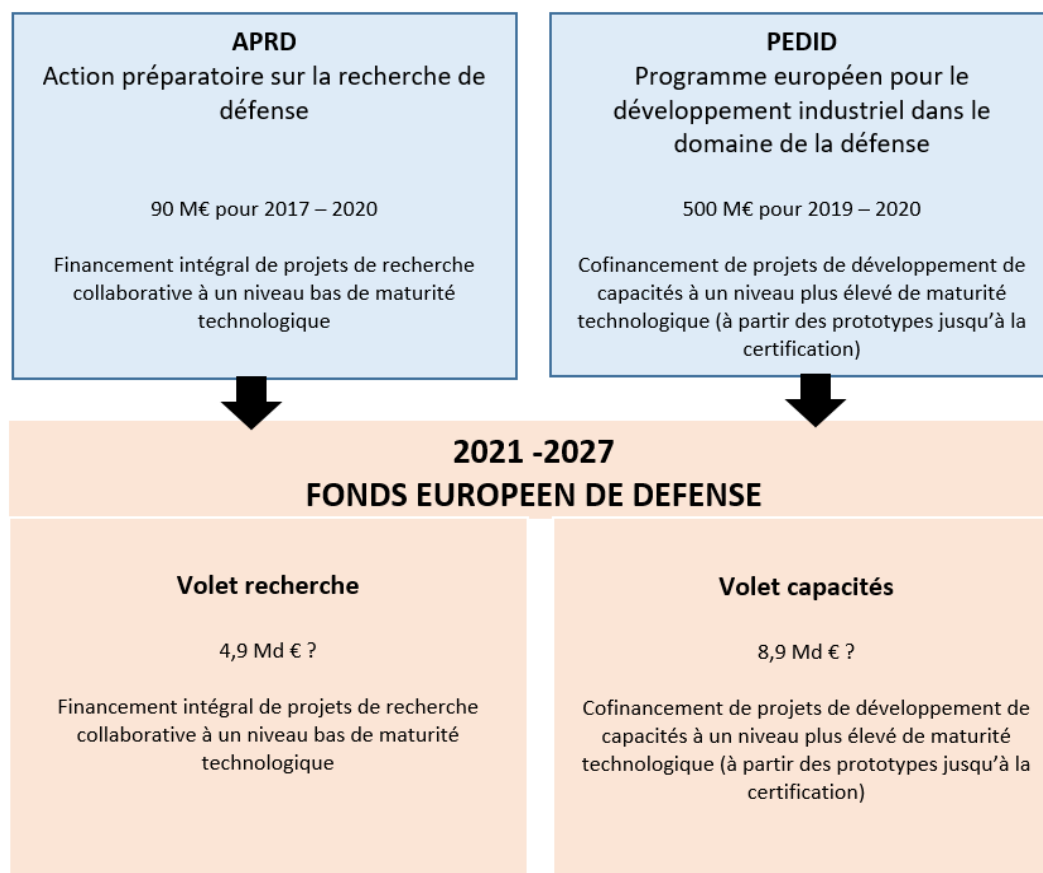 APRD
Action préparatoire sur la recherche de
défense
90 M€ pour 2017 – 2020
Financement intégral de projets de recherche
collaborative à un niveau bas de maturité
technologique
PEDID
Programme européen pour le
développement industriel dans le
domaine de la défense
500 M€ pour 2019 – 2020
Cofinancement de projets de développement de
capacités à un niveau plus élevé de maturité
technologique (à partir des prototypes jusqu'à la
certification)
2021 -2027
FONDS EUROPEEN DE DEFENSE
Volet recherche
4,9 Md € ?
Financement intégral de projets de recherche
collaborative à un niveau bas de maturité
technologique
Volet capacités
8,9 Md € ?
Cofinancement de projets de développement de
capacités à un niveau plus élevé de maturité
technologique (à partir des prototypes jusqu'à la
certification)